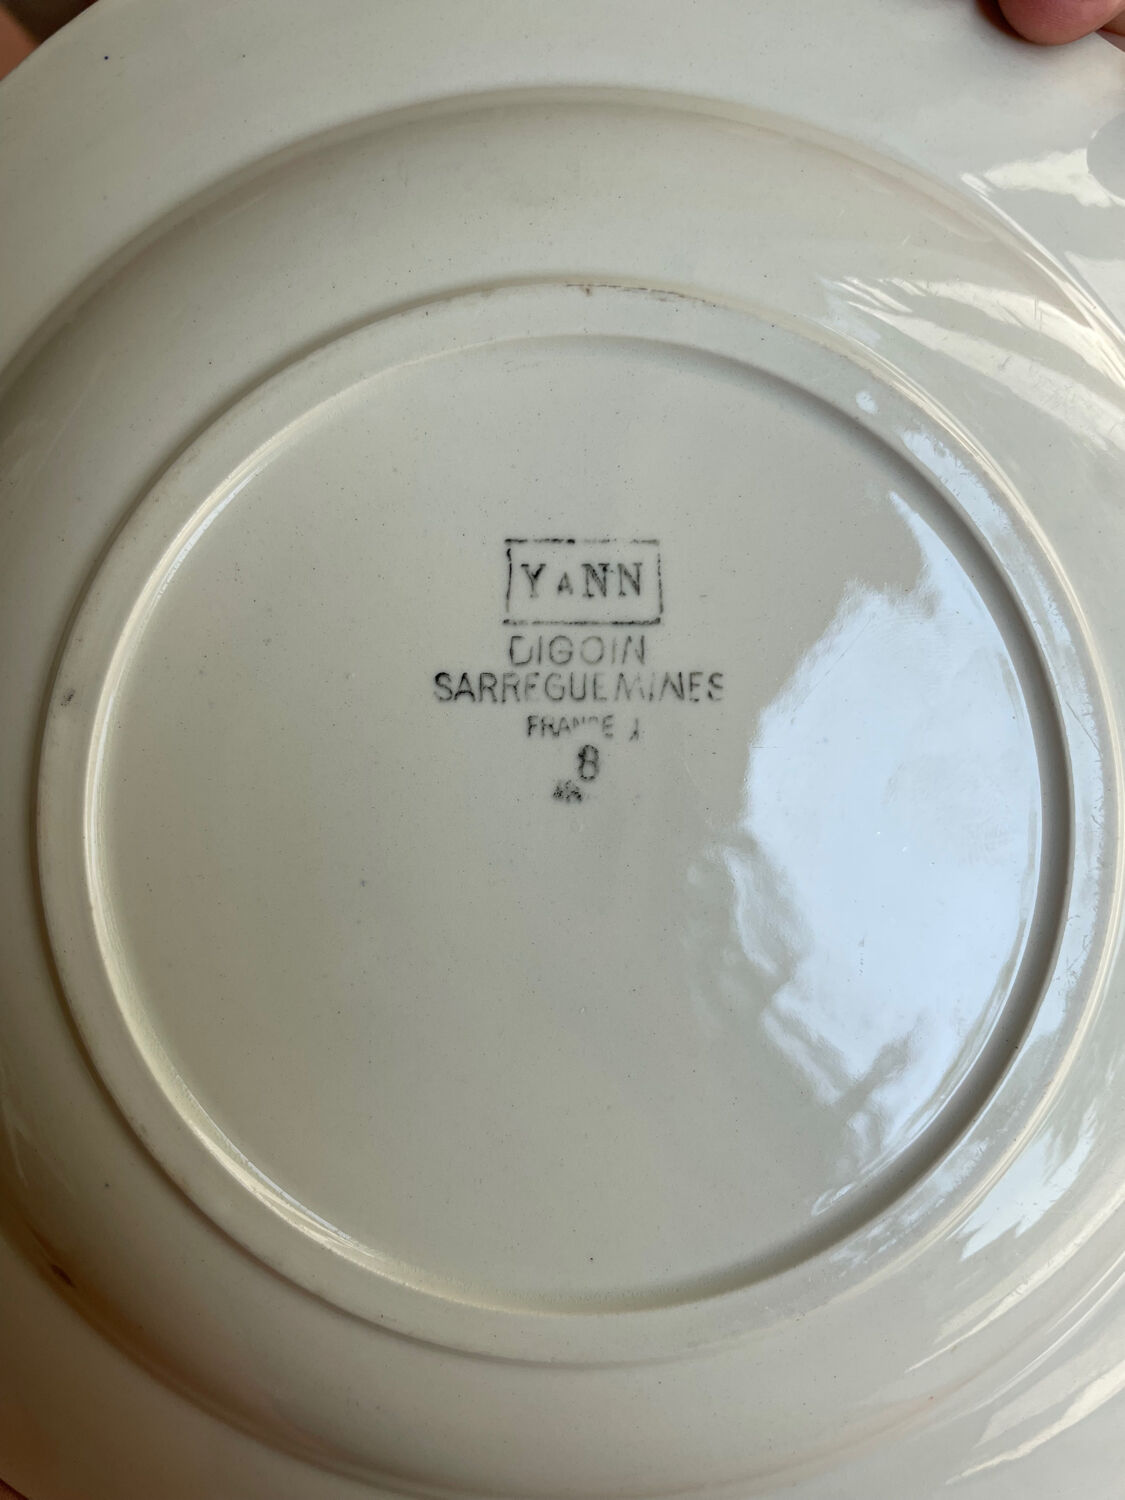 YANN
DIGOIN
SARREGUEMINES
FRANCE
8